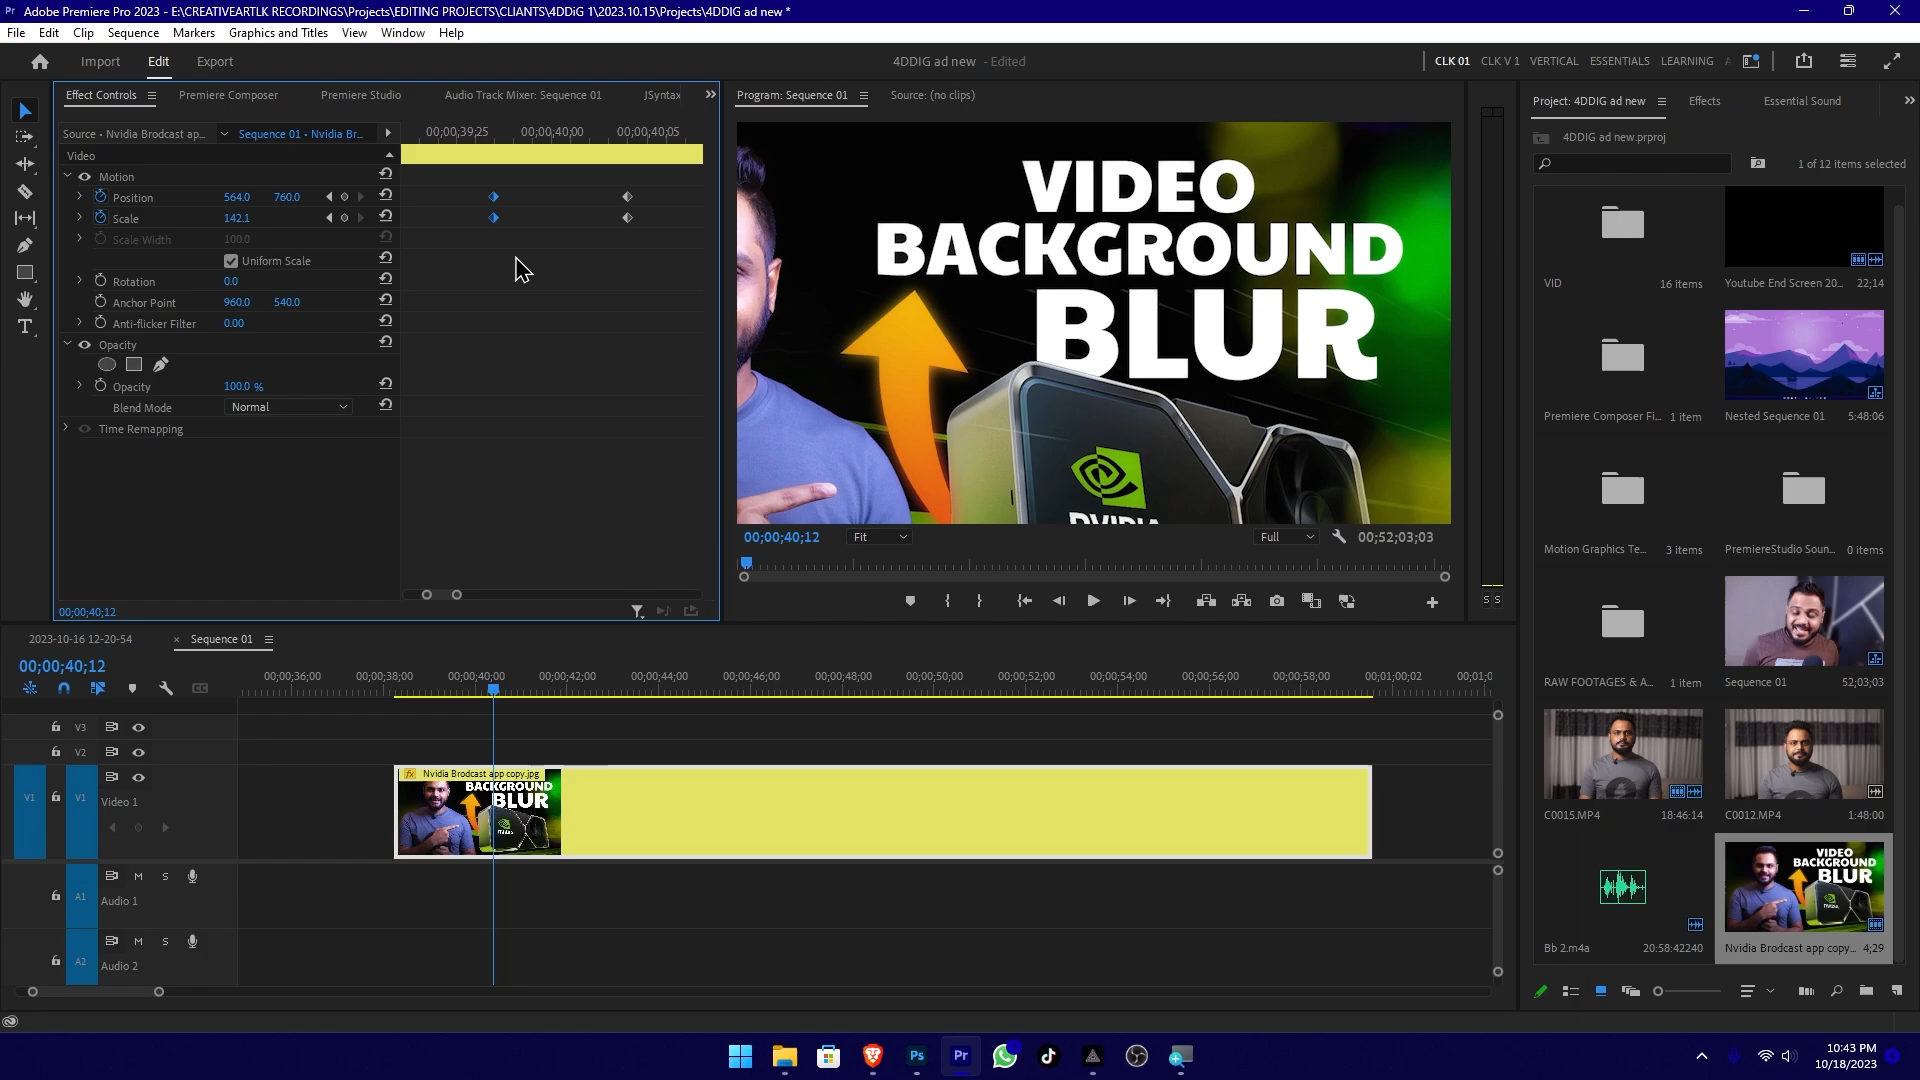 Pr Adobe Premiere Pro 2023 - E:\CREATIVEARTLK RECORDINGS\Projects\EDITING PROJECTS\CLIANTS\4DDiG 1\2023.10.15\Projects\4DDIG ad new *
File Edit Clip Sequence Markers Graphics and Titles View Window Help
Import Edit Export
4DDIG ad new - Edited
CLK 01 CLK V 1 VERTICAL ESSENTIALS LEARNING
Effect Controls Premiere Composer Premiere Studio Audio Track Mixer: Sequence 01 JSyntax
Program: Sequence 01 Source: (no clips)
Project: 4DDIG ad new Effects Essential Sound
Source • Nvidia Brodcast ap... Sequence 01 • Nvidia Br...
00;00;39;25 00;00;40;00 00;00;40;05
4DDIG ad new.prproj
1 of 12 items selected
Video
Motion
Position 564.0 760.0
Scale 142.1
Scale Width 100.0
Uniform Scale
Rotation 0.0
Anchor Point 960.0 540.0
Anti-flicker Filter 0.00
Opacity
Opacity 100.0 %
Blend Mode Normal
Time Remapping
00;00;40;12
VIDEO
BACKGROUND
BLUR
NVIDIA
00;00;40;12 Fit Full 00;52;03;03
S S
VID 16 items
Youtube End Screen 20... 22;14
Premiere Composer Fi... 1 item
Nested Sequence 01 5:48:06
Motion Graphics Te... 3 items
PremiereStudio Soun... 0 items
RAW FOOTAGES & A... 1 item
Sequence 01 52;03;03
C0015.MP4 18:46:14
C0012.MP4 1:48:00
VIDEO
BACKGROUND
BLUR
Bb 2.m4a 20:58:42240
Nvidia Brodcast app copy... 4;29
2023-10-16 12-20-54 × Sequence 01
00;00;40;12
00;00;36;00 00;00;38;00 00;00;40;00 00;00;42;00 00;00;44;00 00;00;46;00 00;00;48;00 00;00;50;00 00;00;52;00 00;00;54;00 00;00;56;00 00;00;58;00 00;01;00;02 00;01;0
V3
V2
V1 V1 Video 1
fx Nvidia Brodcast app copy.jpg
BACKGROUND
BLUR
A1 M S
Audio 1
A2 M S
Audio 2
Ps Pr
10:43 PM
10/18/2023